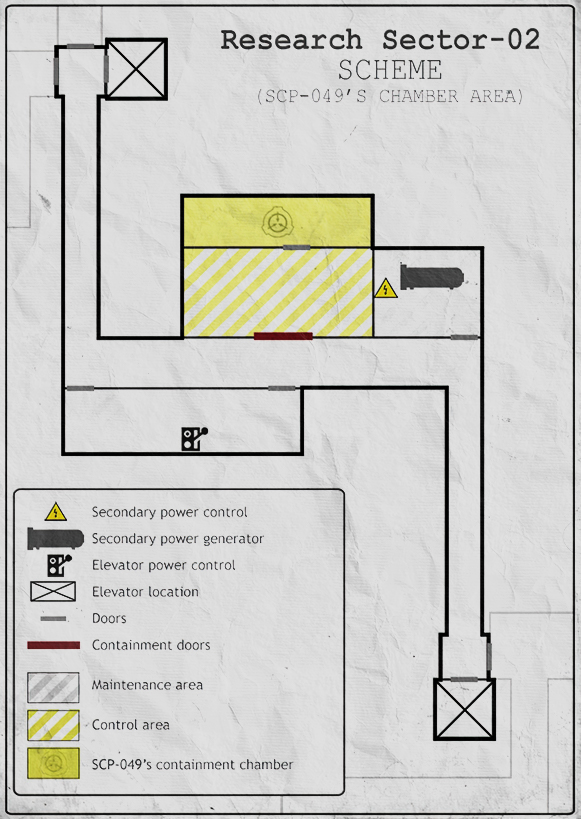 Research Sector-02
SCHEME
(SCP-049'S CHAMBER AREA)
Secondary power control
Secondary power generator
Elevator power control
Elevator location
Doors
Containment doors
Maintenance area
Control area
SCP-049's containment chamber